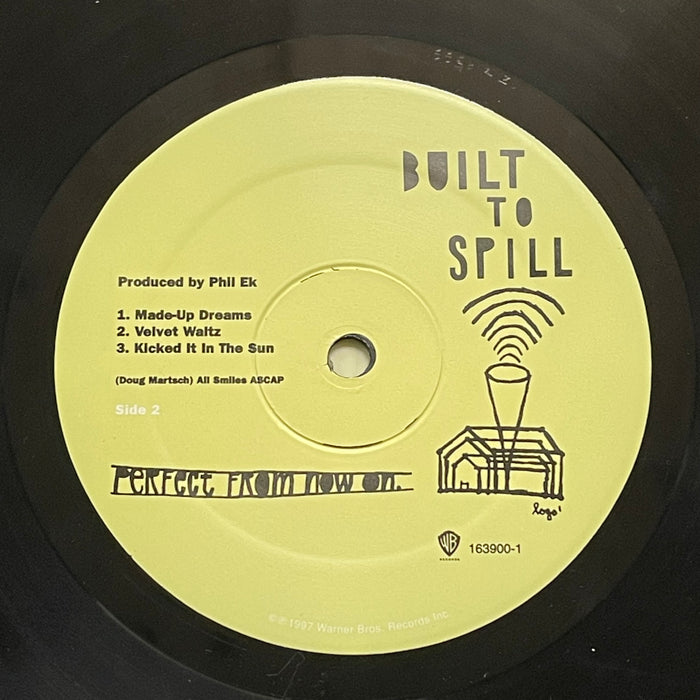 BUILT
TO
SPILL
Produced by Phil Ek
1. Made-Up Dreams
2. Velvet Waltz
3. Kicked It In The Sun
(Doug Martsch) All Smiles ASCAP
Side 2
PERFECT FROM NOW ON.
logo'
WB
RECORDS
163900-1
©℗1997 Warner Bros. Records Inc.